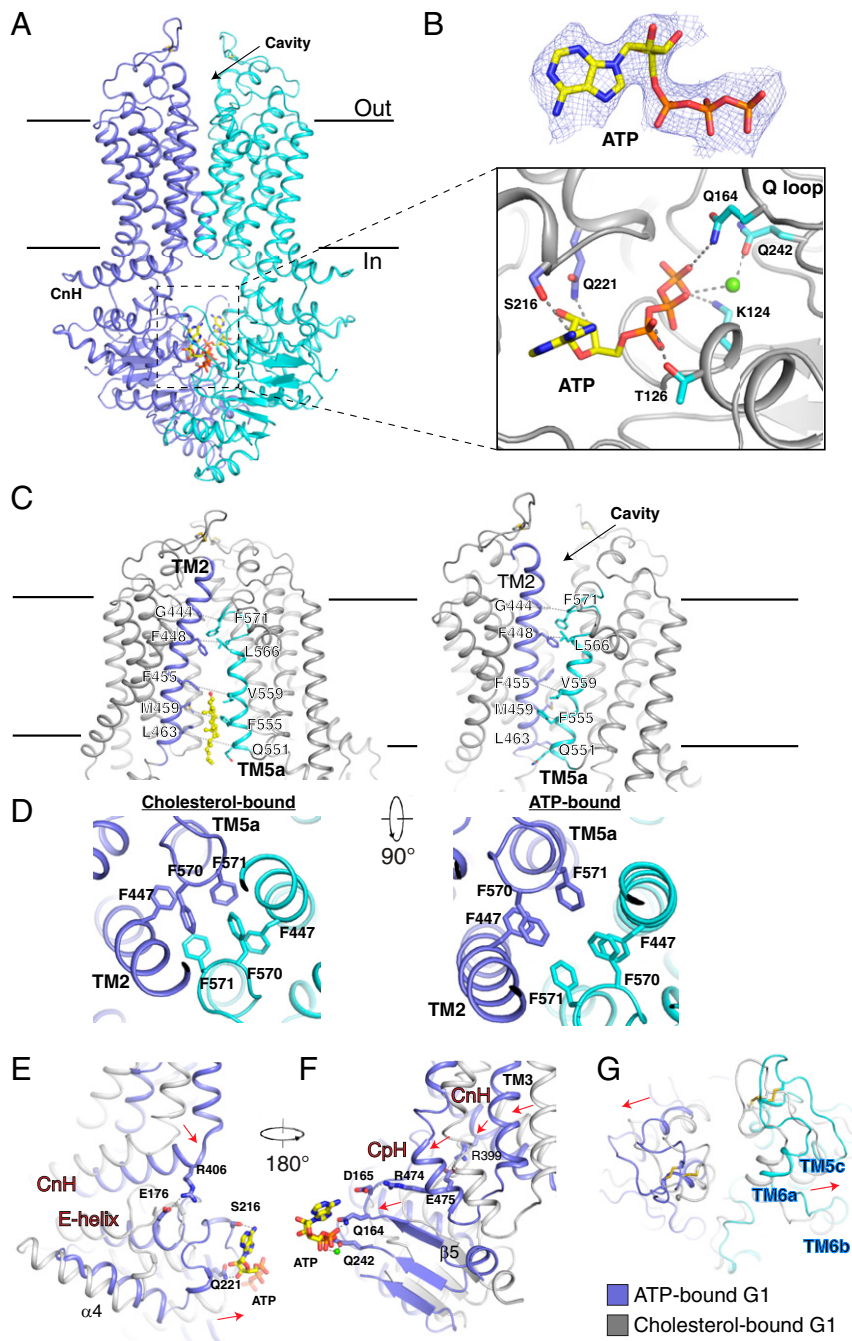 A
Cavity
Out
In
CnH
B
ATP
Q loop
Q164
Q242
Q221
S216
K124
ATP
T126
C
TM2
G444
F571
F448
L566
F455
V559
M459
F555
L463
Q551
TM5a
Cavity
TM2
G444
F571
F448
L566
F455
V559
M459
F555
L463
Q551
TM5a
D
Cholesterol-bound
TM5a
F571
F570
F447
F447
TM2
F571
F570
90°
ATP-bound
TM5a
F571
F570
F447
F447
TM2
F571
F570
E
R406
CnH
E176
E-helix
S216
Q221
ATP
α4
180°
F
TM3
CnH
CpH
R399
D165
R474
E475
Q164
β5
ATP
Q242
G
TM5c
TM6a
TM6b
ATP-bound G1
Cholesterol-bound G1